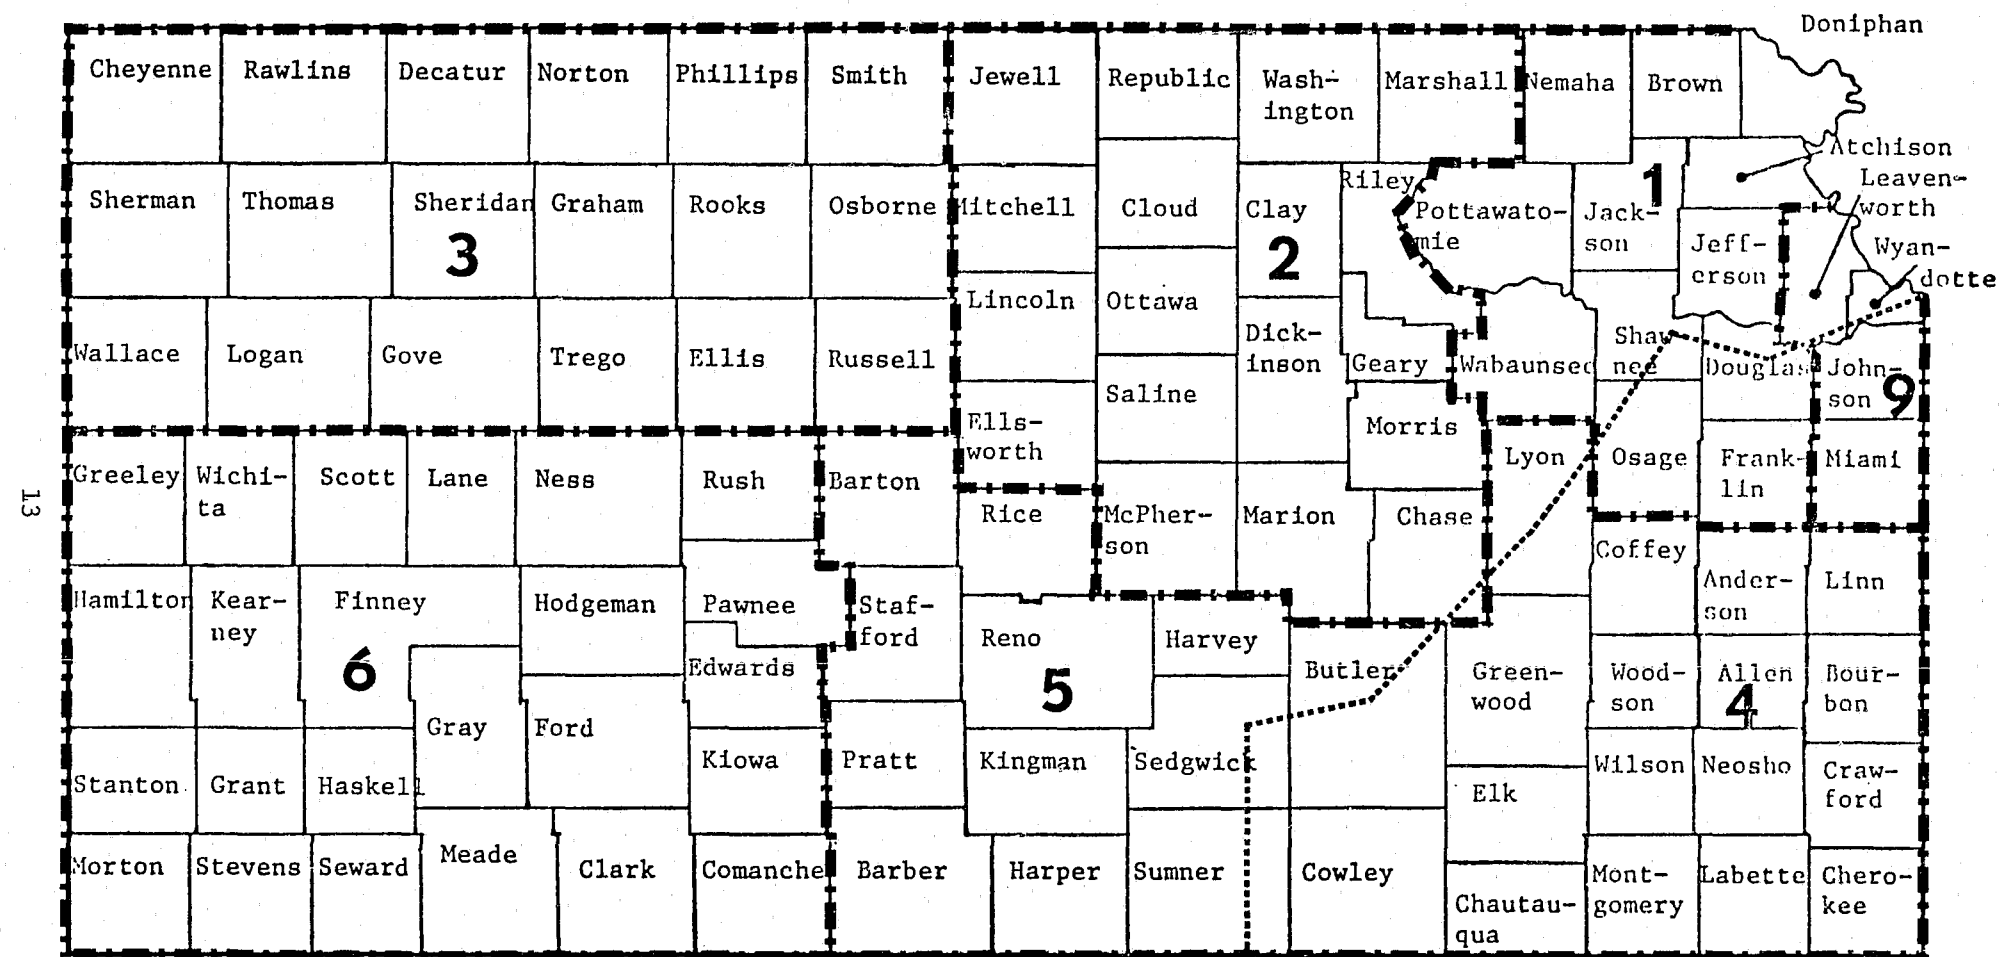 Doniphan
Cheyenne Rawlins Decatur Norton Phillips Smith Jewell Republic Wash- Marshall Nemaha Brown
ington
Atchison
Leaven-
worth
Wyan-
dotte
Sherman Thomas Sheridan Graham Rooks Osborne Mitchell Cloud Clay Riley Pottawato- Jack- 1
mie son Jeff-
erson
3 2
Lincoln Ottawa
Wallace Logan Gove Trego Ellis Russell Dick- Geary Wabaunsee Shaw Douglas John-
inson nee son 9
Saline
Ells- Morris
worth
Greeley Wichi- Scott Lane Ness Rush Barton Lyon Osage Frank- Miami
ta lin
13
Rice McPher- Marion Chase
son
Coffey
Hamilton Kear- Finney Hodgeman Pawnee Staf- Ander- Linn
ney ford son
Reno Harvey
6 Edwards 5 Butler Green- Wood- Allen Bour-
wood son 4 bon
Gray Ford
Kiowa Pratt Kingman Sedgwick Wilson Neosho Craw-
ford
Stanton Grant Haskell Elk
Morton Stevens Seward Meade Clark Comanche Barber Harper Sumner Cowley Mont- Labette Chero-
gomery kee
Chautau-
qua